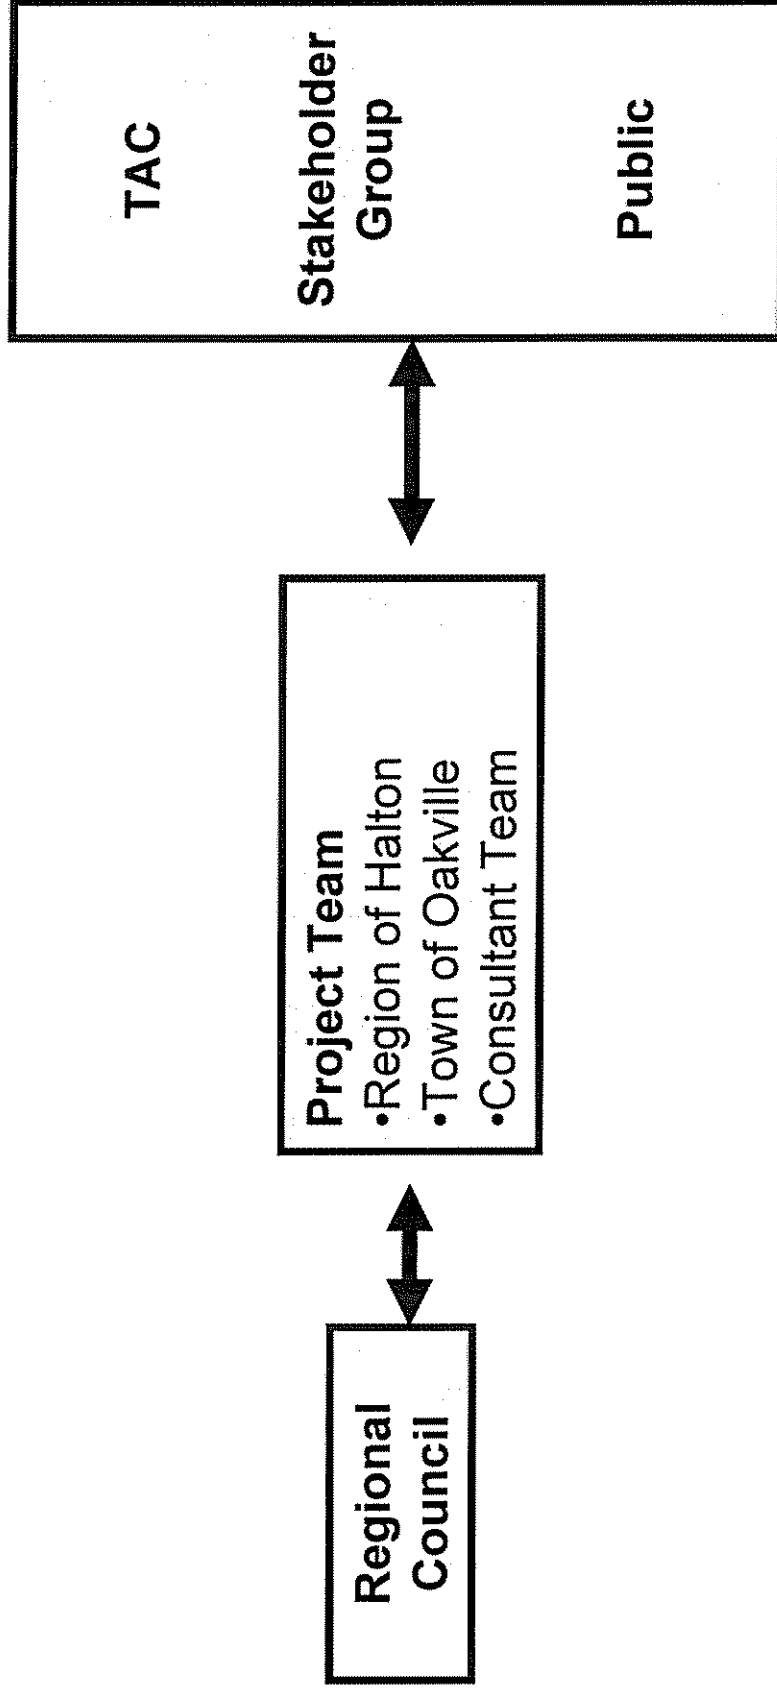 Regional
Council
Project Team
•Region of Halton
•Town of Oakville
•Consultant Team
TAC
Stakeholder
Group
Public